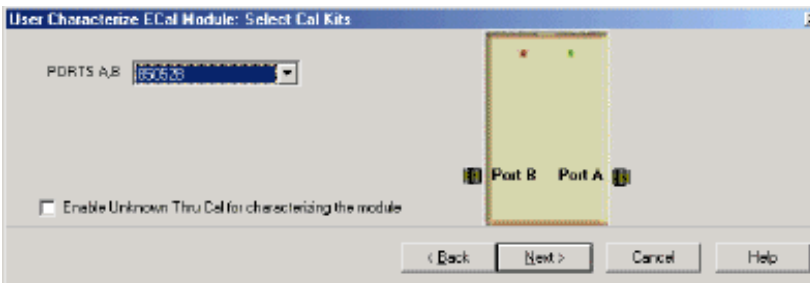 User Characterize ECal Module: Select Cal Kits
PORTS A,B 85052B
Port B Port A
Enable Unknown Thru Cal for characterizing the module
< Back Next > Cancel Help